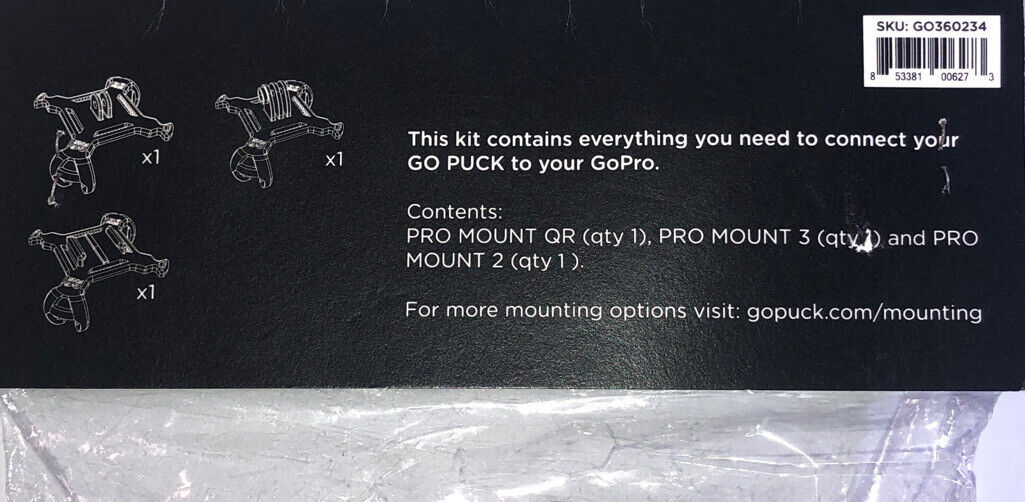 SKU: GO360234
8 53381 00627 3
x1
x1
x1
This kit contains everything you need to connect your
GO PUCK to your GoPro.
Contents:
PRO MOUNT QR (qty 1), PRO MOUNT 3 (qty 1) and PRO
MOUNT 2 (qty 1 ).
For more mounting options visit: gopuck.com/mounting